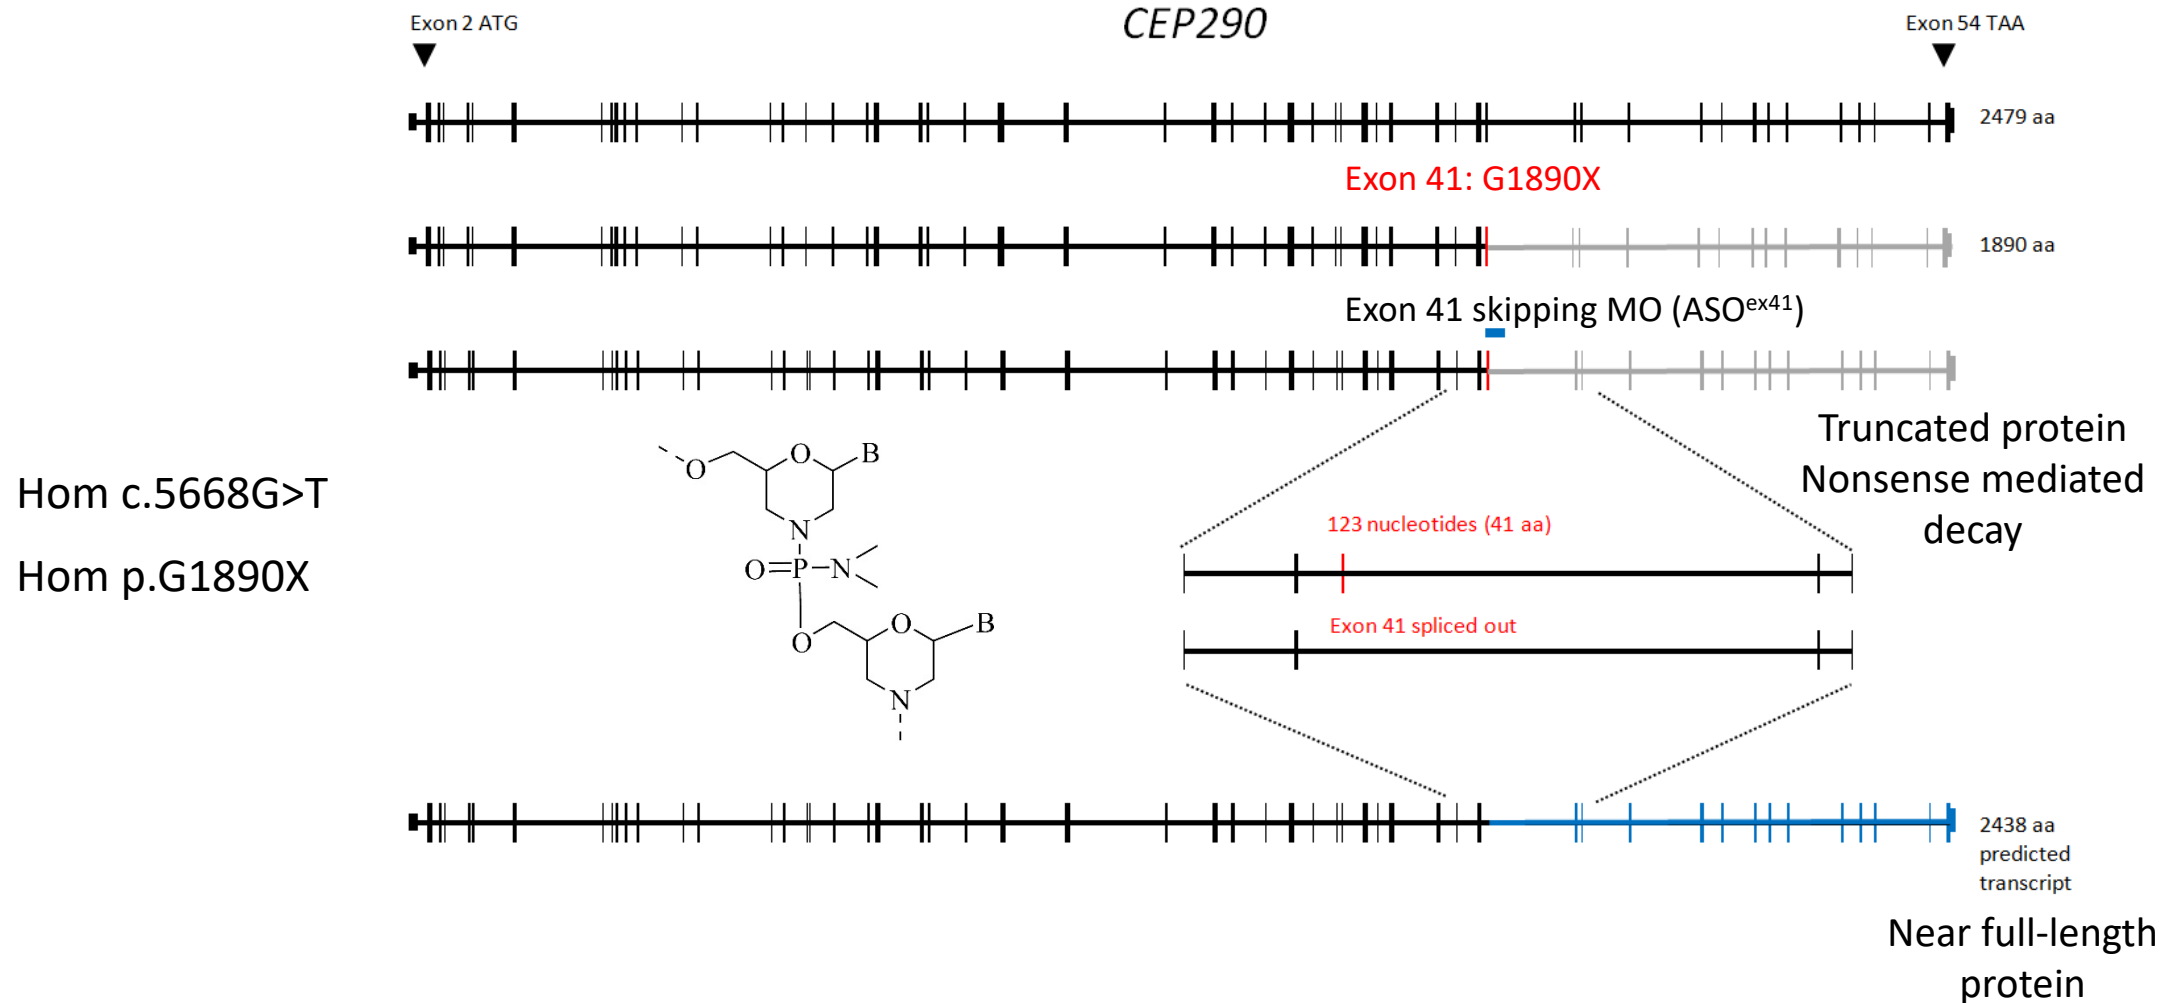 CEP290
Exon 2 ATG
Exon 54 TAA
2479 aa
Exon 41: G1890X
1890 aa
Exon 41 skipping MO (ASOex41)
Truncated protein
Nonsense mediated
decay
Hom c.5668G>T
Hom p.G1890X
O
B
O
N
O
P
N
O
O
B
N
123 nucleotides (41 aa)
Exon 41 spliced out
2438 aa
predicted
transcript
Near full-length
protein